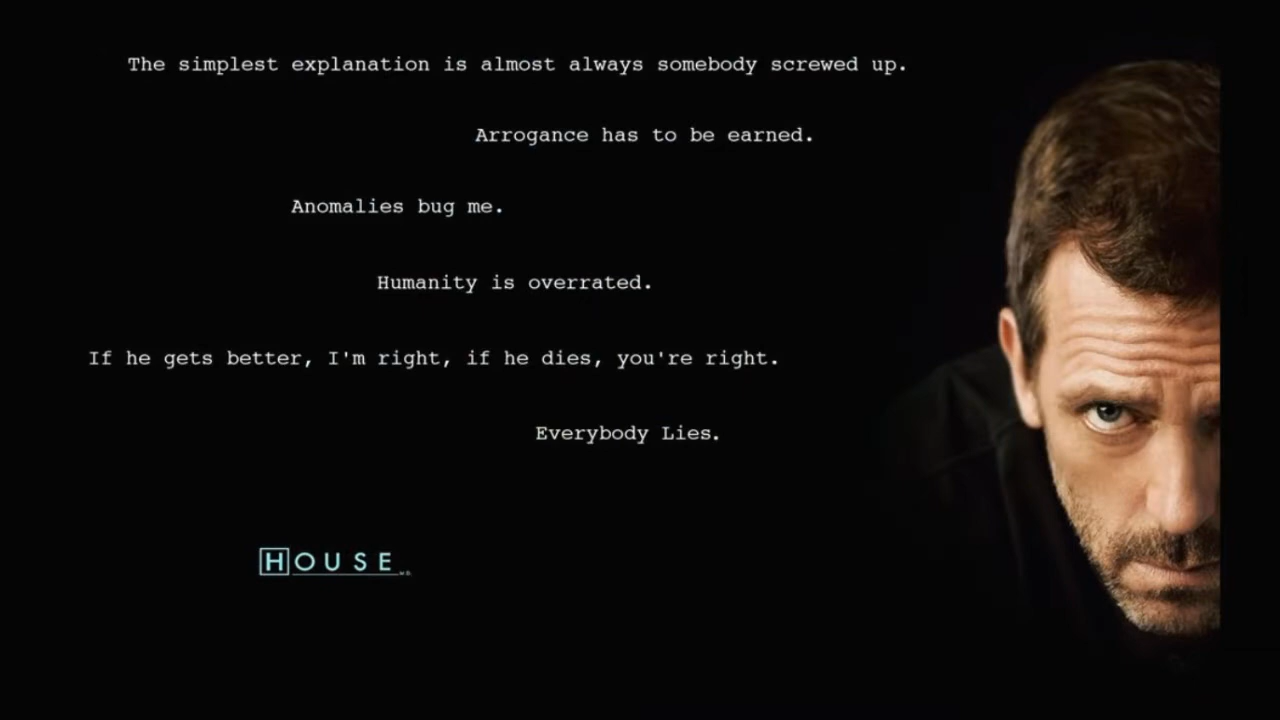 The simplest explanation is almost always somebody screwed up.
Arrogance has to be earned.
Anomalies bug me.
Humanity is overrated.
If he gets better, I'm right, if he dies, you're right.
Everybody Lies.
HOUSE M.D.